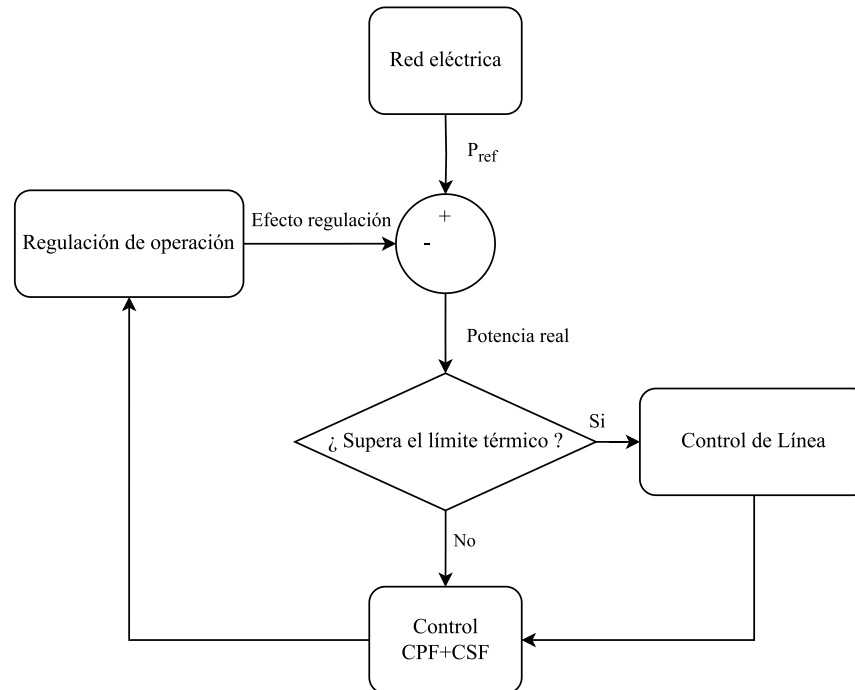 Red eléctrica
P_ref
+
Efecto regulación
-
Regulación de operación
Potencia real
Si
¿ Supera el límite térmico ?
Control de Línea
No
Control
CPF+CSF